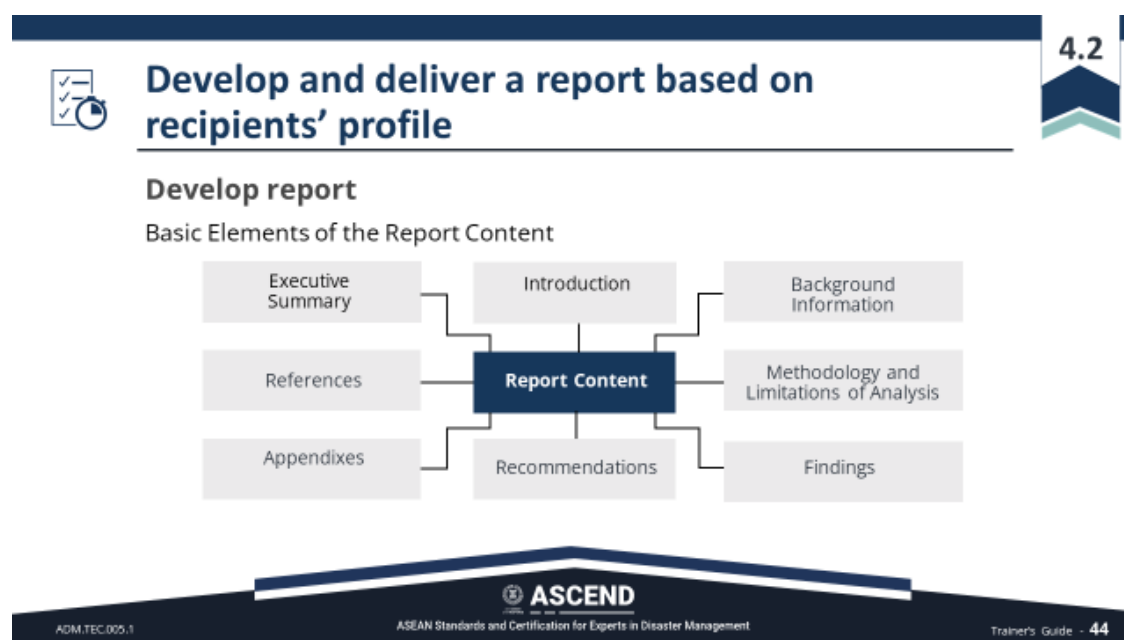 4.2
Develop and deliver a report based on
recipients’ profile
Develop report
Basic Elements of the Report Content
Executive
Summary
Introduction
Background
Information
References
Report Content
Methodology and
Limitations of Analysis
Appendixes
Recommendations
Findings
ASCEND
ASEAN Standards and Certification for Experts in Disaster Management
ADM.TEC.005.1
Trainer's Guide - 44